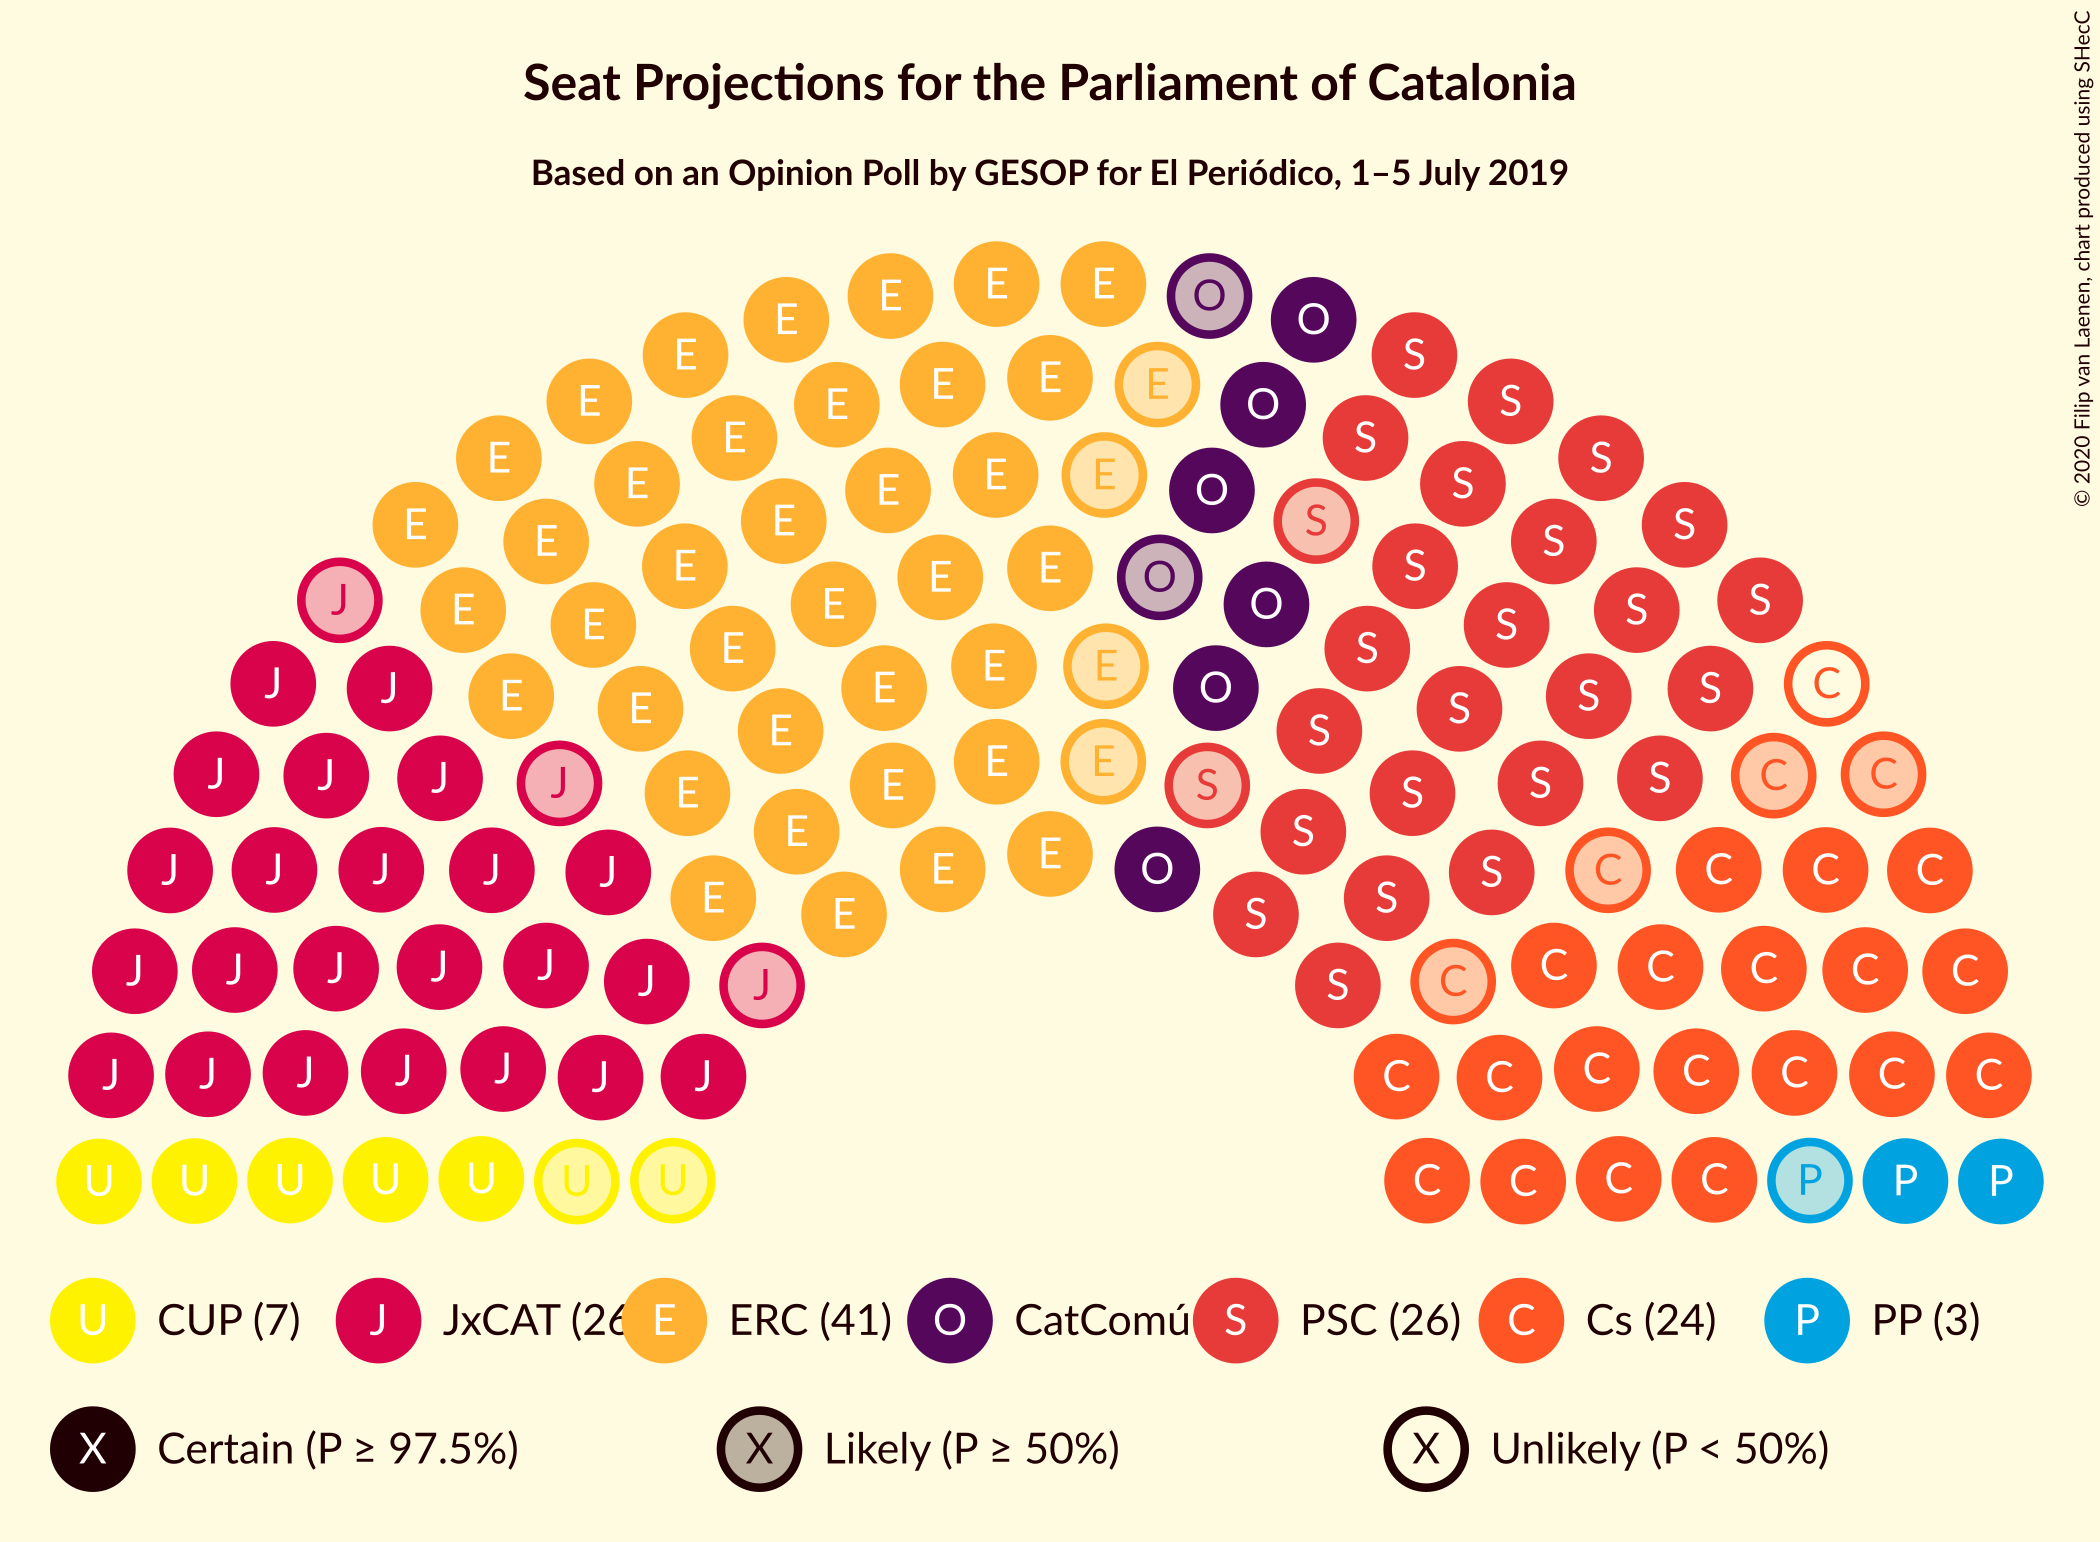 Seat Projections for the Parliament of Catalonia
Based on an Opinion Poll by GESOP for El Periódico, 1–5 July 2019
© 2020 Filip van Laenen, chart produced using SHecC
E E O O
E E S
E E E O S
E E E S S
E E E O S S
E E E S S
E E E E O S S S
J E E E S S S
J J E E E E O S S S C
J J J J E E E E O S S S S C C
J J J J J E E E E E S S S S C C C C
J J J J J J J E E E E O S S S C C C C C C
J J J J J J J C C C C C C C
U U U U U U U C C C C P P P
U CUP (7) J JxCAT (26 E ERC (41) O CatComú S PSC (26) C Cs (24) P PP (3)
X Certain (P ≥ 97.5%) X Likely (P ≥ 50%) X Unlikely (P < 50%)